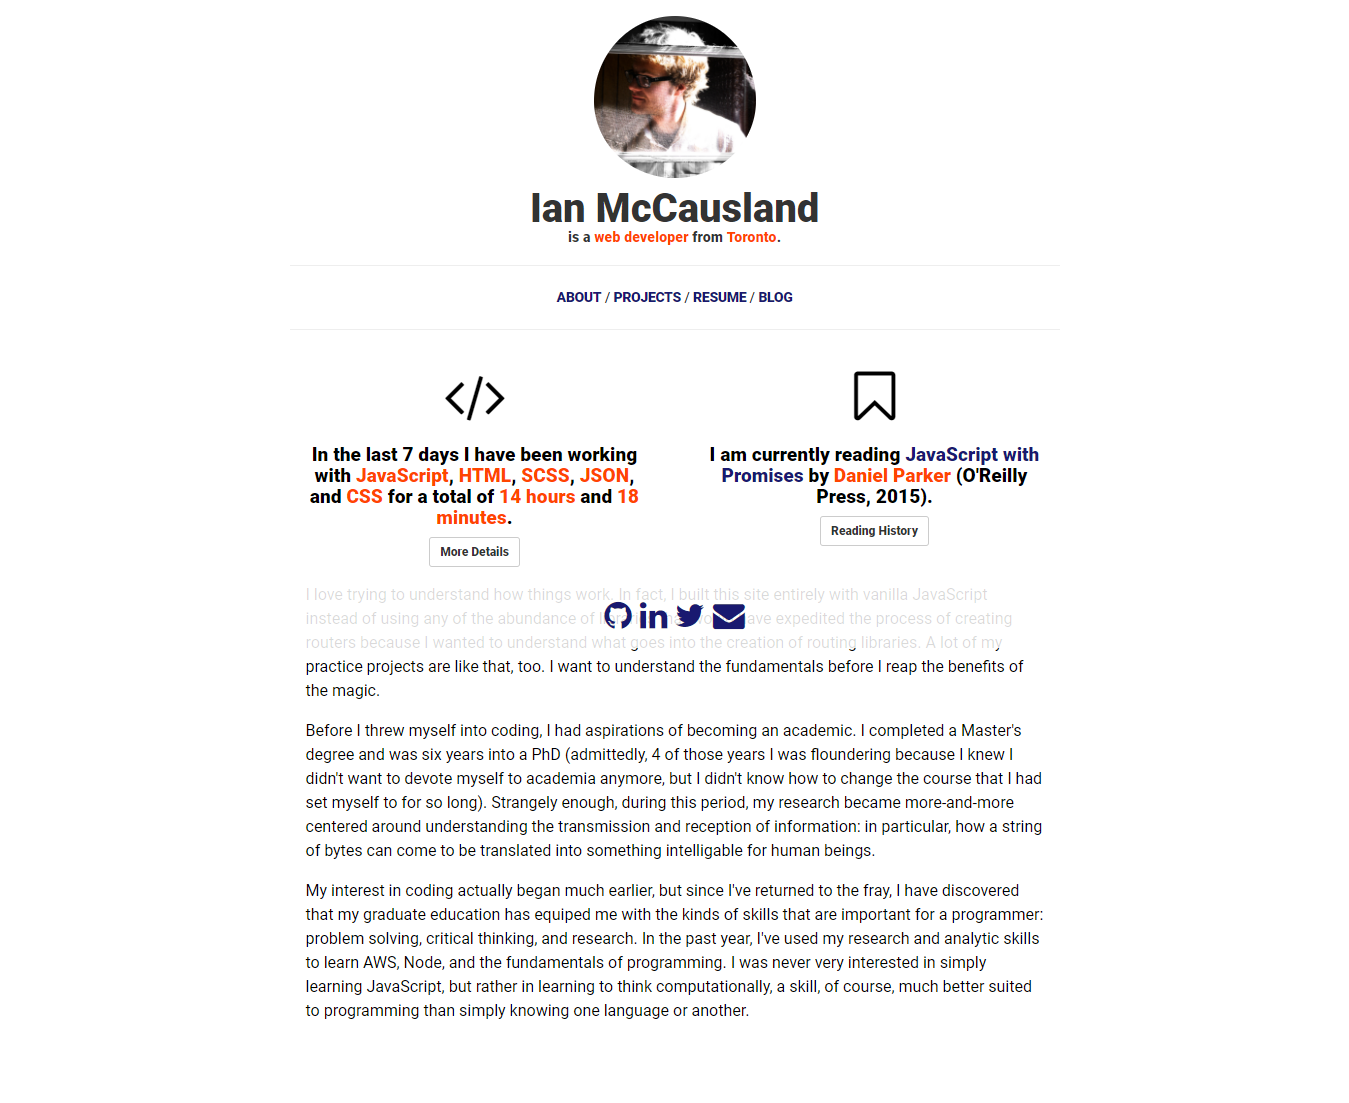 Ian McCausland
is a web developer from Toronto.
ABOUT / PROJECTS / RESUME / BLOG
In the last 7 days I have been working
with JavaScript, HTML, SCSS, JSON,
and CSS for a total of 14 hours and 18
minutes.
More Details
I am currently reading JavaScript with
Promises by Daniel Parker (O'Reilly
Press, 2015).
Reading History
I love trying to understand how things work. In fact, I built this site entirely with vanilla JavaScript
instead of using any of the abundance of have expedited the process of creating
routers because I wanted to understand what goes into the creation of routing libraries. A lot of my
practice projects are like that, too. I want to understand the fundamentals before I reap the benefits of
the magic.
Before I threw myself into coding, I had aspirations of becoming an academic. I completed a Master's
degree and was six years into a PhD (admittedly, 4 of those years I was floundering because I knew I
didn't want to devote myself to academia anymore, but I didn't know how to change the course that I had
set myself to for so long). Strangely enough, during this period, my research became more-and-more
centered around understanding the transmission and reception of information: in particular, how a string
of bytes can come to be translated into something intelligable for human beings.
My interest in coding actually began much earlier, but since I've returned to the fray, I have discovered
that my graduate education has equiped me with the kinds of skills that are important for a programmer:
problem solving, critical thinking, and research. In the past year, I've used my research and analytic skills
to learn AWS, Node, and the fundamentals of programming. I was never very interested in simply
learning JavaScript, but rather in learning to think computationally, a skill, of course, much better suited
to programming than simply knowing one language or another.